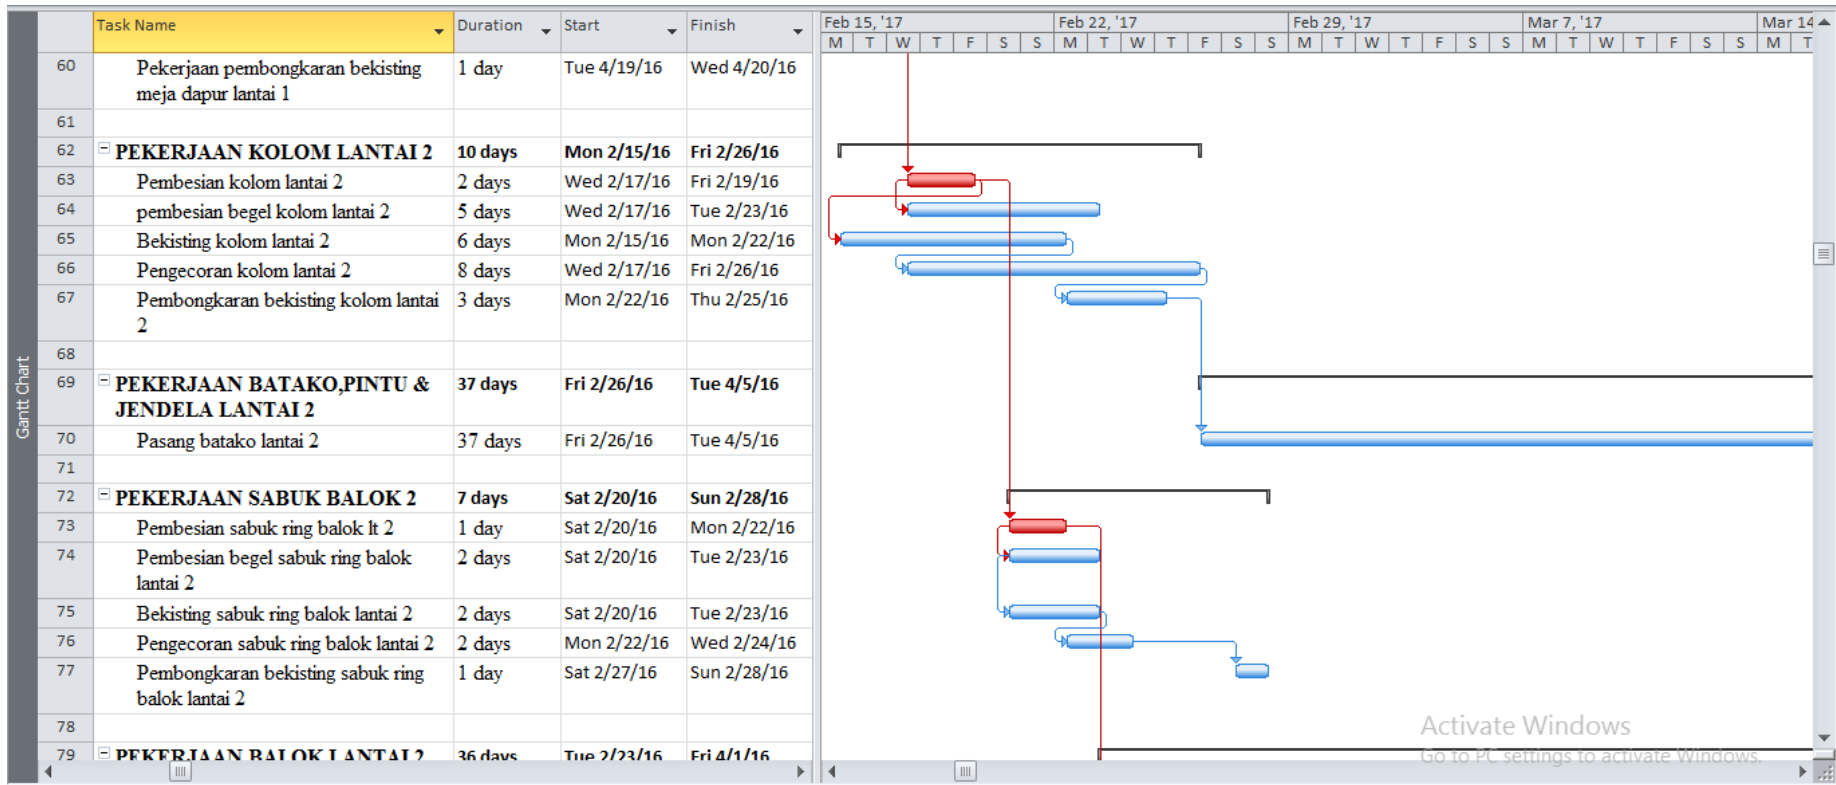 Task Name Duration Start Finish
Feb 15, '17 Feb 22, '17 Feb 29, '17 Mar 7, '17 Mar 14
M T W T F S S M T W T F S S M T W T F S S M T W T F S S M T
60 Pekerjaan pembongkaran bekisting 1 day Tue 4/19/16 Wed 4/20/16
meja dapur lantai 1
61
62 PEKERJAAN KOLOM LANTAI 2 10 days Mon 2/15/16 Fri 2/26/16
63 Pembesian kolom lantai 2 2 days Wed 2/17/16 Fri 2/19/16
64 pembesian begel kolom lantai 2 5 days Wed 2/17/16 Tue 2/23/16
65 Bekisting kolom lantai 2 6 days Mon 2/15/16 Mon 2/22/16
66 Pengecoran kolom lantai 2 8 days Wed 2/17/16 Fri 2/26/16
67 Pembongkaran bekisting kolom lantai 3 days Mon 2/22/16 Thu 2/25/16
2
68
69 PEKERJAAN BATAKO,PINTU & 37 days Fri 2/26/16 Tue 4/5/16
JENDELA LANTAI 2
70 Pasang batako lantai 2 37 days Fri 2/26/16 Tue 4/5/16
71
72 PEKERJAAN SABUK BALOK 2 7 days Sat 2/20/16 Sun 2/28/16
73 Pembesian sabuk ring balok lt 2 1 day Sat 2/20/16 Mon 2/22/16
74 Pembesian begel sabuk ring balok 2 days Sat 2/20/16 Tue 2/23/16
lantai 2
75 Bekisting sabuk ring balok lantai 2 2 days Sat 2/20/16 Tue 2/23/16
76 Pengecoran sabuk ring balok lantai 2 2 days Mon 2/22/16 Wed 2/24/16
77 Pembongkaran bekisting sabuk ring 1 day Sat 2/27/16 Sun 2/28/16
balok lantai 2
78
79 PEKERJAAN BALOK LANTAI 2 36 days Tue 2/23/16 Fri 4/1/16
Gantt Chart
Activate Windows
Go to PC settings to activate Windows.